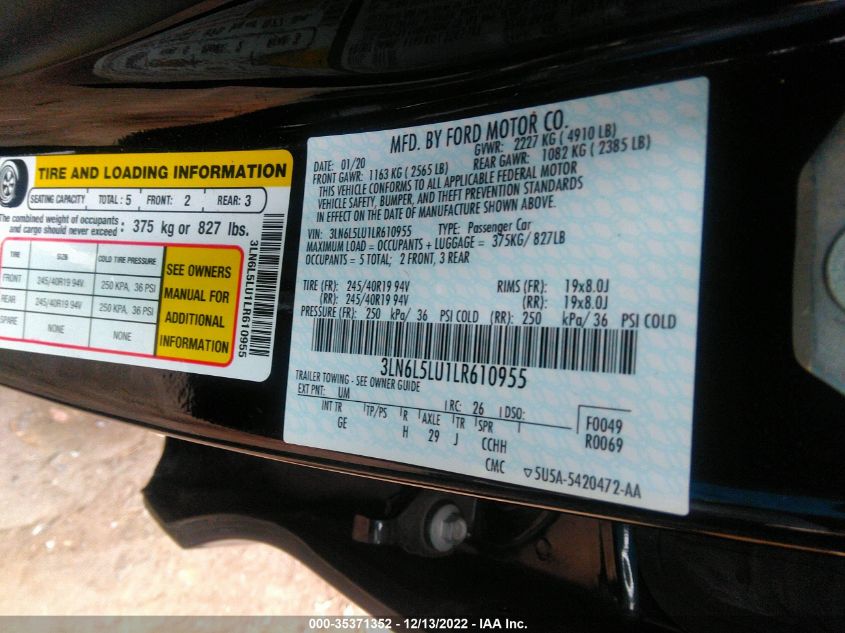 TIRE AND LOADING INFORMATION
SEATING CAPACITY TOTAL: 5 FRONT: 2 REAR: 3
The combined weight of occupants and cargo should never exceed: 375 kg or 827 lbs.
TIRE SIZE COLD TIRE PRESSURE
FRONT 245/40R19 94V 250 KPA, 36 PSI
REAR 245/40R19 94V 250 KPA, 36 PSI
SPARE NONE NONE
SEE OWNERS
MANUAL FOR
ADDITIONAL
INFORMATION
3LN6L5LU1LR610955
MFD. BY FORD MOTOR CO.
DATE: 01/20 GVWR: 2227 KG ( 4910 LB)
FRONT GAWR: 1163 KG ( 2565 LB) REAR GAWR: 1082 KG ( 2385 LB)
THIS VEHICLE CONFORMS TO ALL APPLICABLE FEDERAL MOTOR
VEHICLE SAFETY, BUMPER, AND THEFT PREVENTION STANDARDS
IN EFFECT ON THE DATE OF MANUFACTURE SHOWN ABOVE.
VIN: 3LN6L5LU1LR610955 TYPE: Passenger Car
MAXIMUM LOAD = OCCUPANTS + LUGGAGE = 375KG/ 827LB
OCCUPANTS = 5 TOTAL; 2 FRONT, 3 REAR
TIRE (FR): 245/40R19 94V RIMS (FR): 19x8.0J
(RR): 245/40R19 94V (RR): 19x8.0J
PRESSURE (FR): 250 kPa/ 36 PSI COLD (RR): 250 kPa/ 36 PSI COLD
3LN6L5LU1LR610955
TRAILER TOWING - SEE OWNER GUIDE
EXT PNT: UM RC: 26 DSO: F0049
INT TR TP/PS R AXLE TR SPR R0069
GE H 29 J CCHH
CMC ▽5U5A-5420472-AA
000-35371352 - 12/13/2022 - IAA Inc.